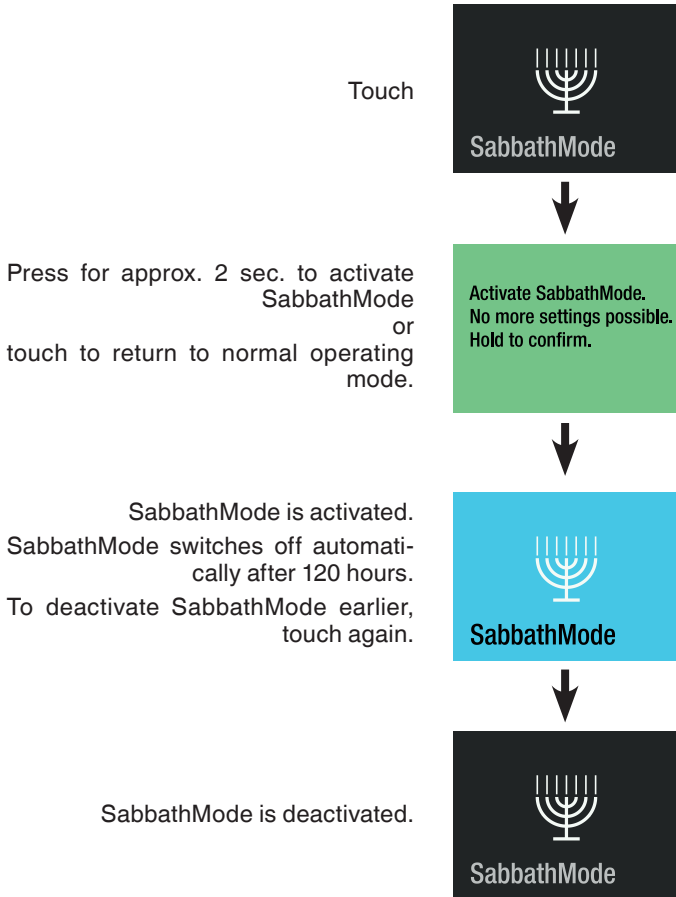 Touch
SabbathMode
Press for approx. 2 sec. to activate
SabbathMode
or
touch to return to normal operating
mode.
Activate SabbathMode.
No more settings possible.
Hold to confirm.
SabbathMode is activated.
SabbathMode switches off automati-
cally after 120 hours.
To deactivate SabbathMode earlier,
touch again.
SabbathMode
SabbathMode is deactivated.
SabbathMode